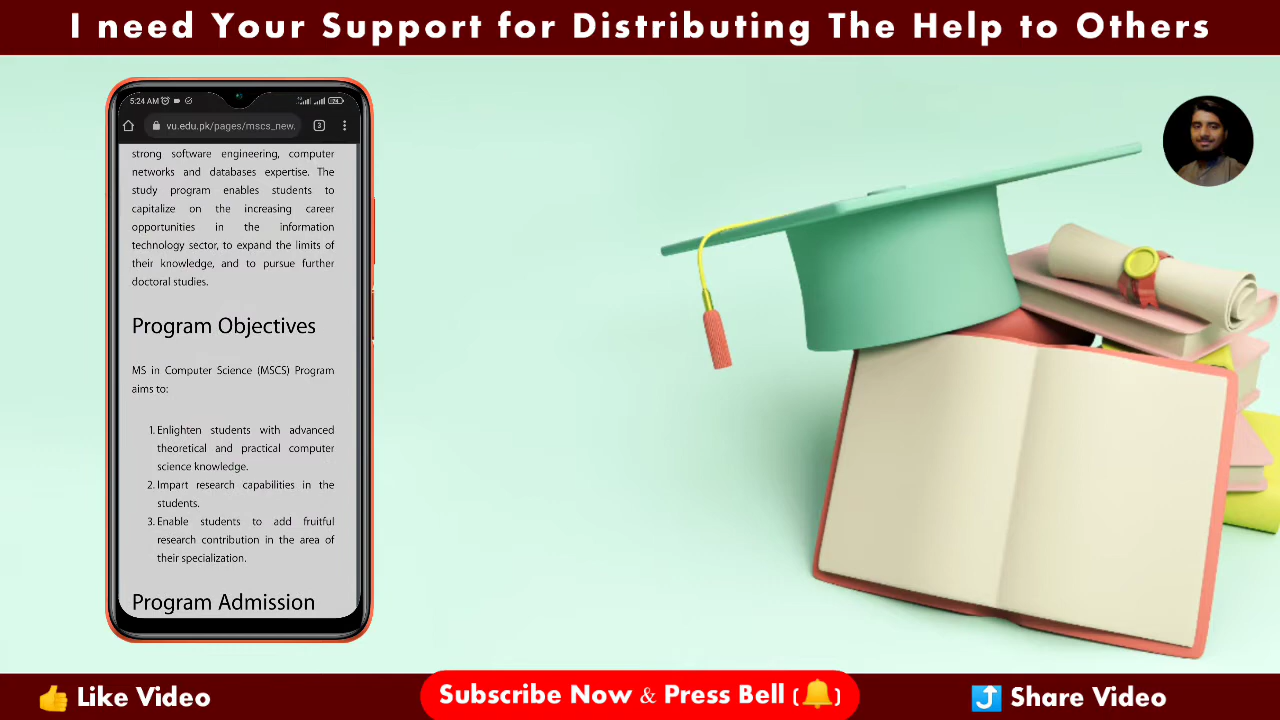 I need Your Support for Distributing The Help to Others
5:24 AM
vu.edu.pk/pages/mscs_new.
3
strong software engineering, computer
networks and databases expertise. The
study program enables students to
capitalize on the increasing career
opportunities in the information
technology sector, to expand the limits of
their knowledge, and to pursue further
doctoral studies.
Program Objectives
MS in Computer Science (MSCS) Program
aims to:
1. Enlighten students with advanced
theoretical and practical computer
science knowledge.
2. Impart research capabilities in the
students.
3. Enable students to add fruitful
research contribution in the area of
their specialization.
Program Admission
👍 Like Video
Subscribe Now & Press Bell (🔔)
⤴️ Share Video